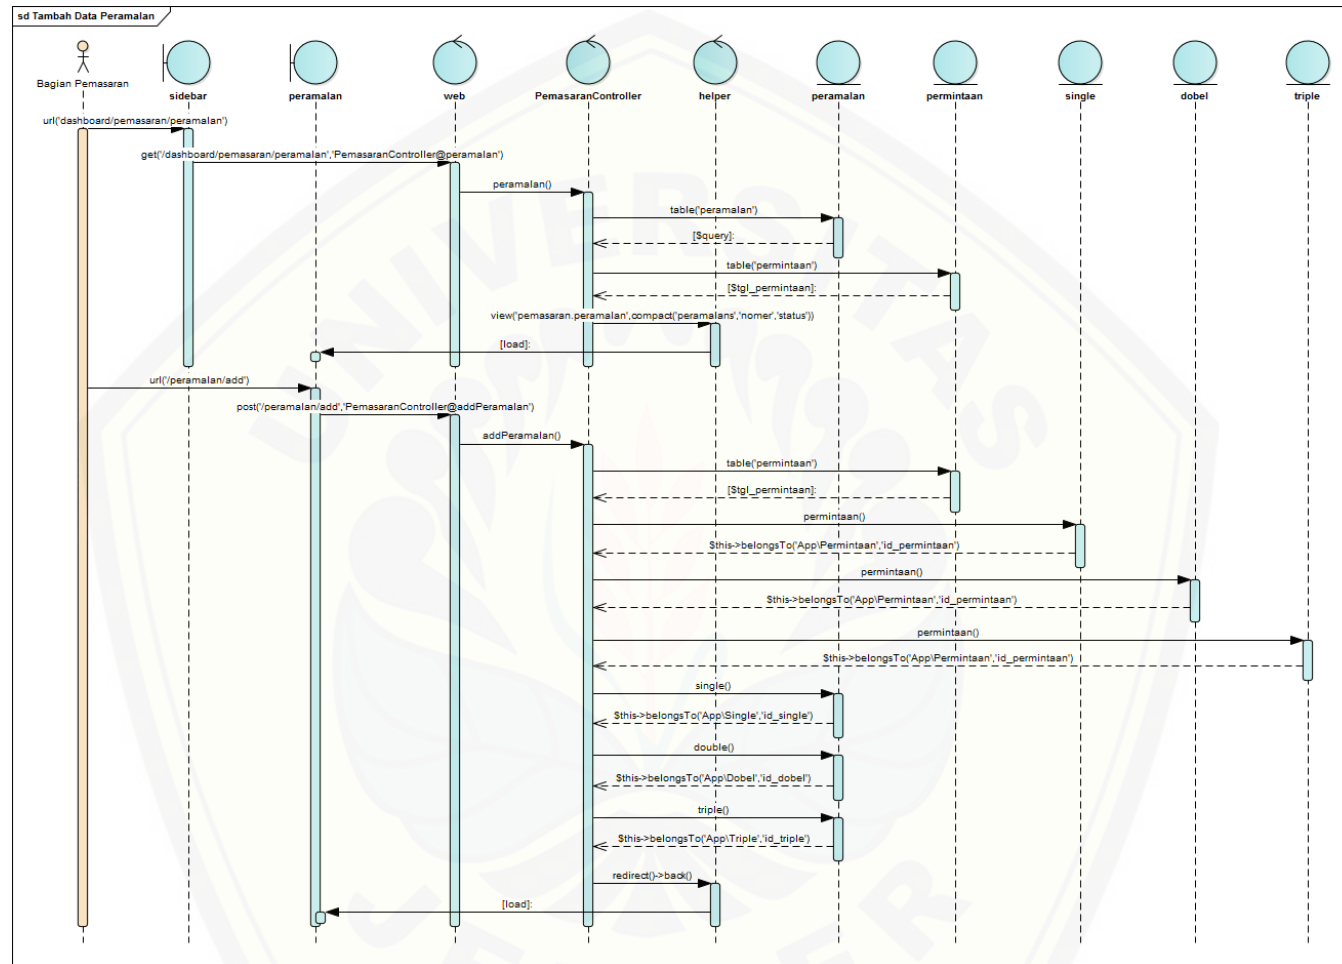 sd Tambah Data Peramalan
Bagian Pemasaran
sidebar
peramalan
web
PemasaranController
helper
peramalan
permintaan
single
dobel
triple
url('dashboard/pemasaran/peramalan')
get('/dashboard/pemasaran/peramalan','PemasaranController@peramalan')
peramalan()
table('peramalan')
[$query]:
table('permintaan')
[$tgl_permintaan]:
view('pemasaran.peramalan',compact('peramalans','nomer','status'))
[load]:
url('/peramalan/add')
post('/peramalan/add','PemasaranController@addPeramalan')
addPeramalan()
table('permintaan')
[$tgl_permintaan]:
permintaan()
$this->belongsTo('App\Permintaan','id_permintaan')
permintaan()
$this->belongsTo('App\Permintaan','id_permintaan')
permintaan()
$this->belongsTo('App\Permintaan','id_permintaan')
single()
$this->belongsTo('App\Single','id_single')
double()
$this->belongsTo('App\Dobel','id_dobel')
triple()
$this->belongsTo('App\Triple','id_triple')
redirect()->back()
[load]:
UNIVERSITAS